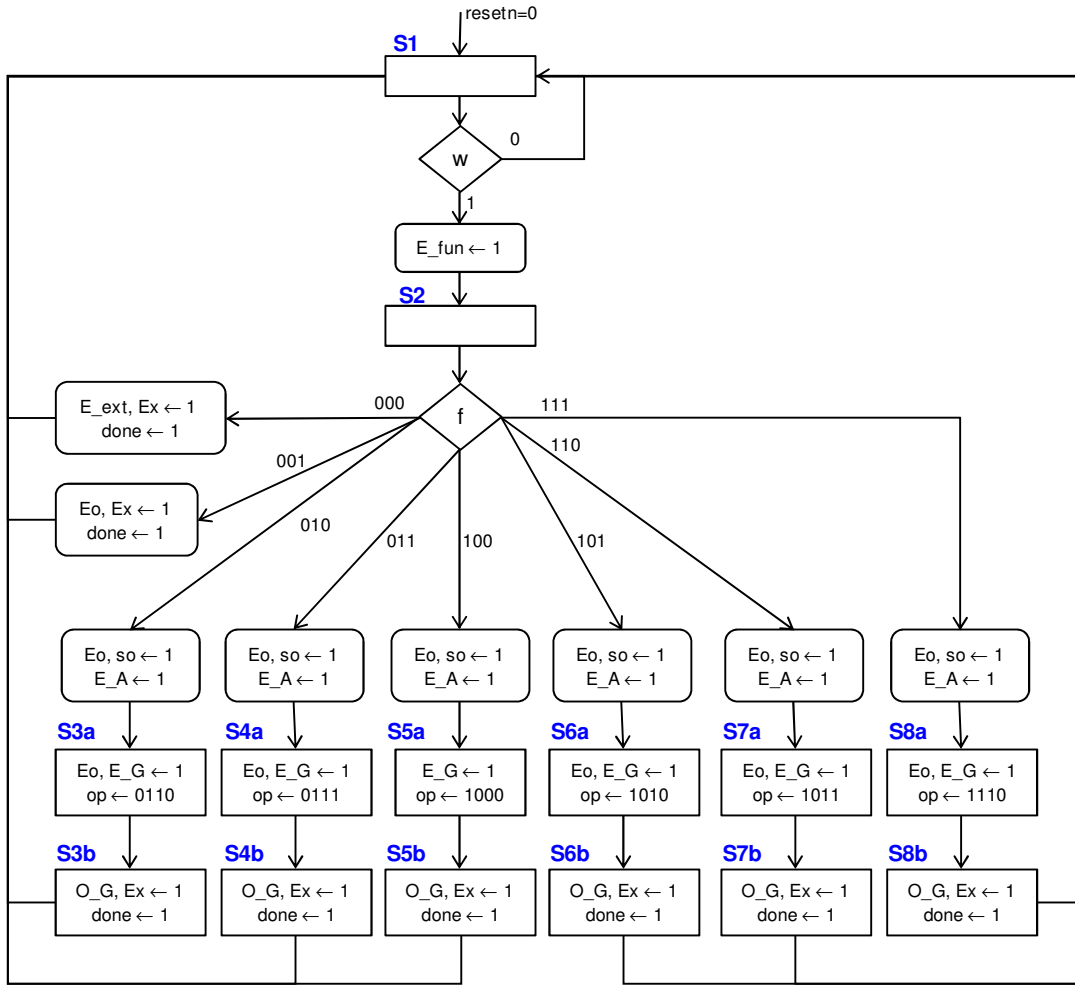 resetn=0
S1
0
w
1
E_fun ← 1
S2
E_ext, Ex ← 1
done ← 1
000
f
111
110
001
Eo, Ex ← 1
done ← 1
010
011
100
101
Eo, so ← 1
E_A ← 1
Eo, so ← 1
E_A ← 1
Eo, so ← 1
E_A ← 1
Eo, so ← 1
E_A ← 1
Eo, so ← 1
E_A ← 1
Eo, so ← 1
E_A ← 1
S3a
S4a
S5a
S6a
S7a
S8a
Eo, E_G ← 1
op ← 0110
Eo, E_G ← 1
op ← 0111
E_G ← 1
op ← 1000
Eo, E_G ← 1
op ← 1010
Eo, E_G ← 1
op ← 1011
Eo, E_G ← 1
op ← 1110
S3b
S4b
S5b
S6b
S7b
S8b
O_G, Ex ← 1
done ← 1
O_G, Ex ← 1
done ← 1
O_G, Ex ← 1
done ← 1
O_G, Ex ← 1
done ← 1
O_G, Ex ← 1
done ← 1
O_G, Ex ← 1
done ← 1